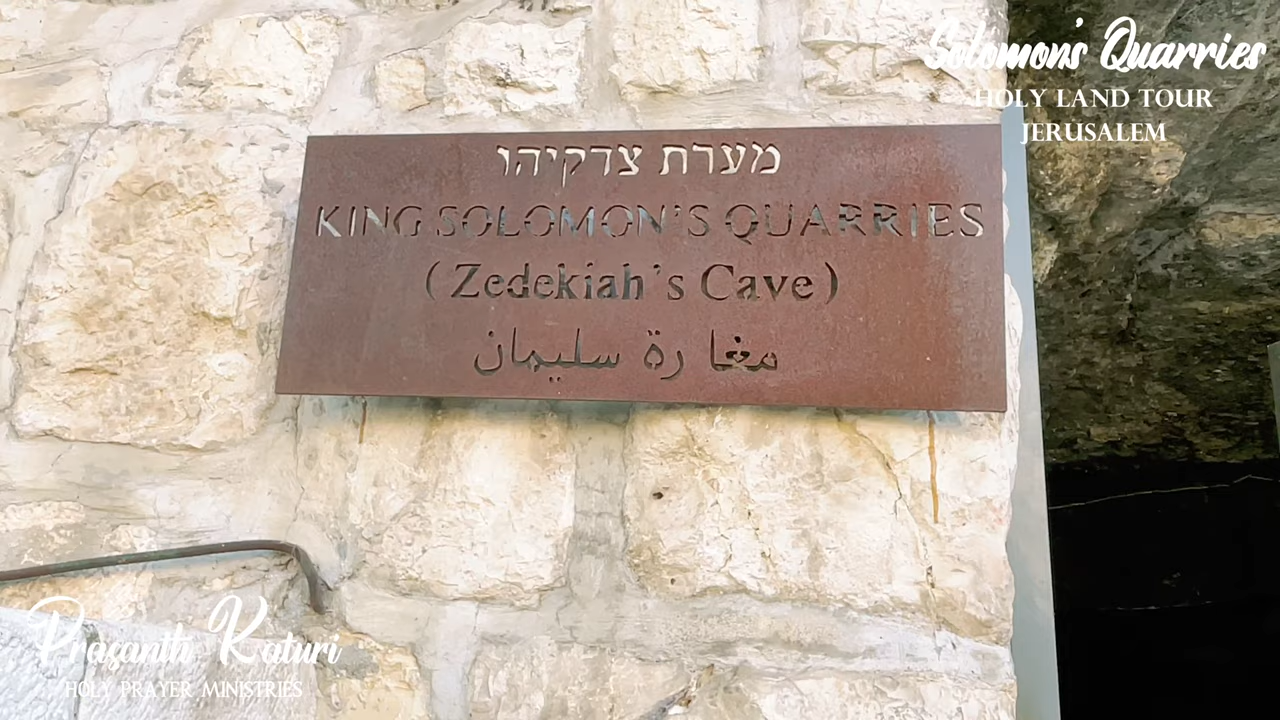 Solomon's Quarries
HOLY LAND TOUR
JERUSALEM
מערת צדקיהו
KING SOLOMON'S QUARRIES
(Zedekiah's Cave)
مغارة سليمان
Prasanth Katuri
HOLY PRAYER MINISTRIES